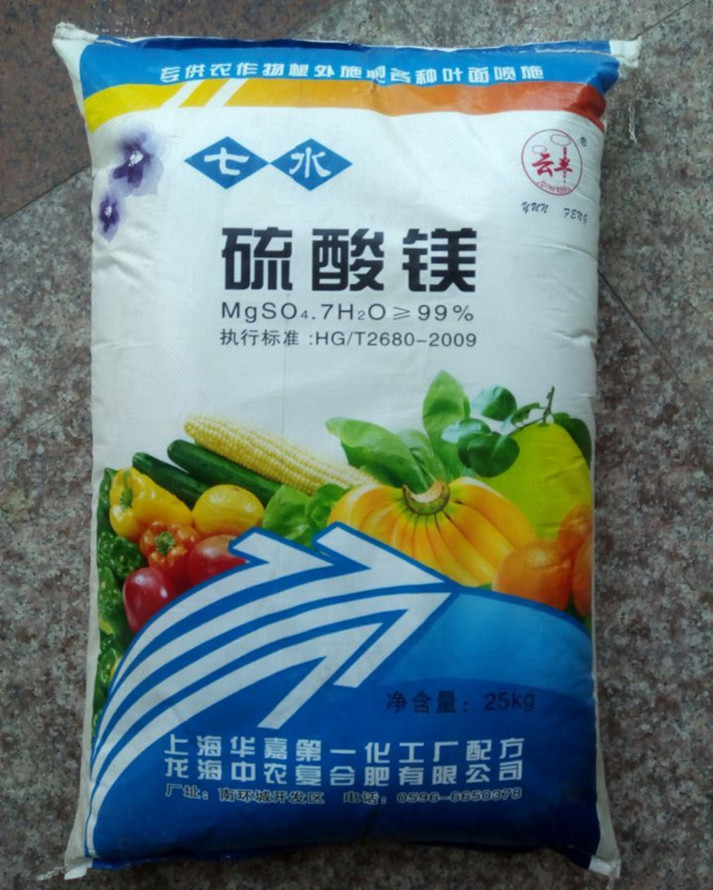 专供农作物根外施肥各种叶面喷施
七水
云丰
®
YUN FENG
硫酸镁
MgSO₄.7H₂O≥99%
执行标准:HG/T2680-2009
净含量：25kg
上海华嘉第一化工厂配方
龙海中农复合肥有限公司
厂址：南环城开发区 电话：0596-6650378